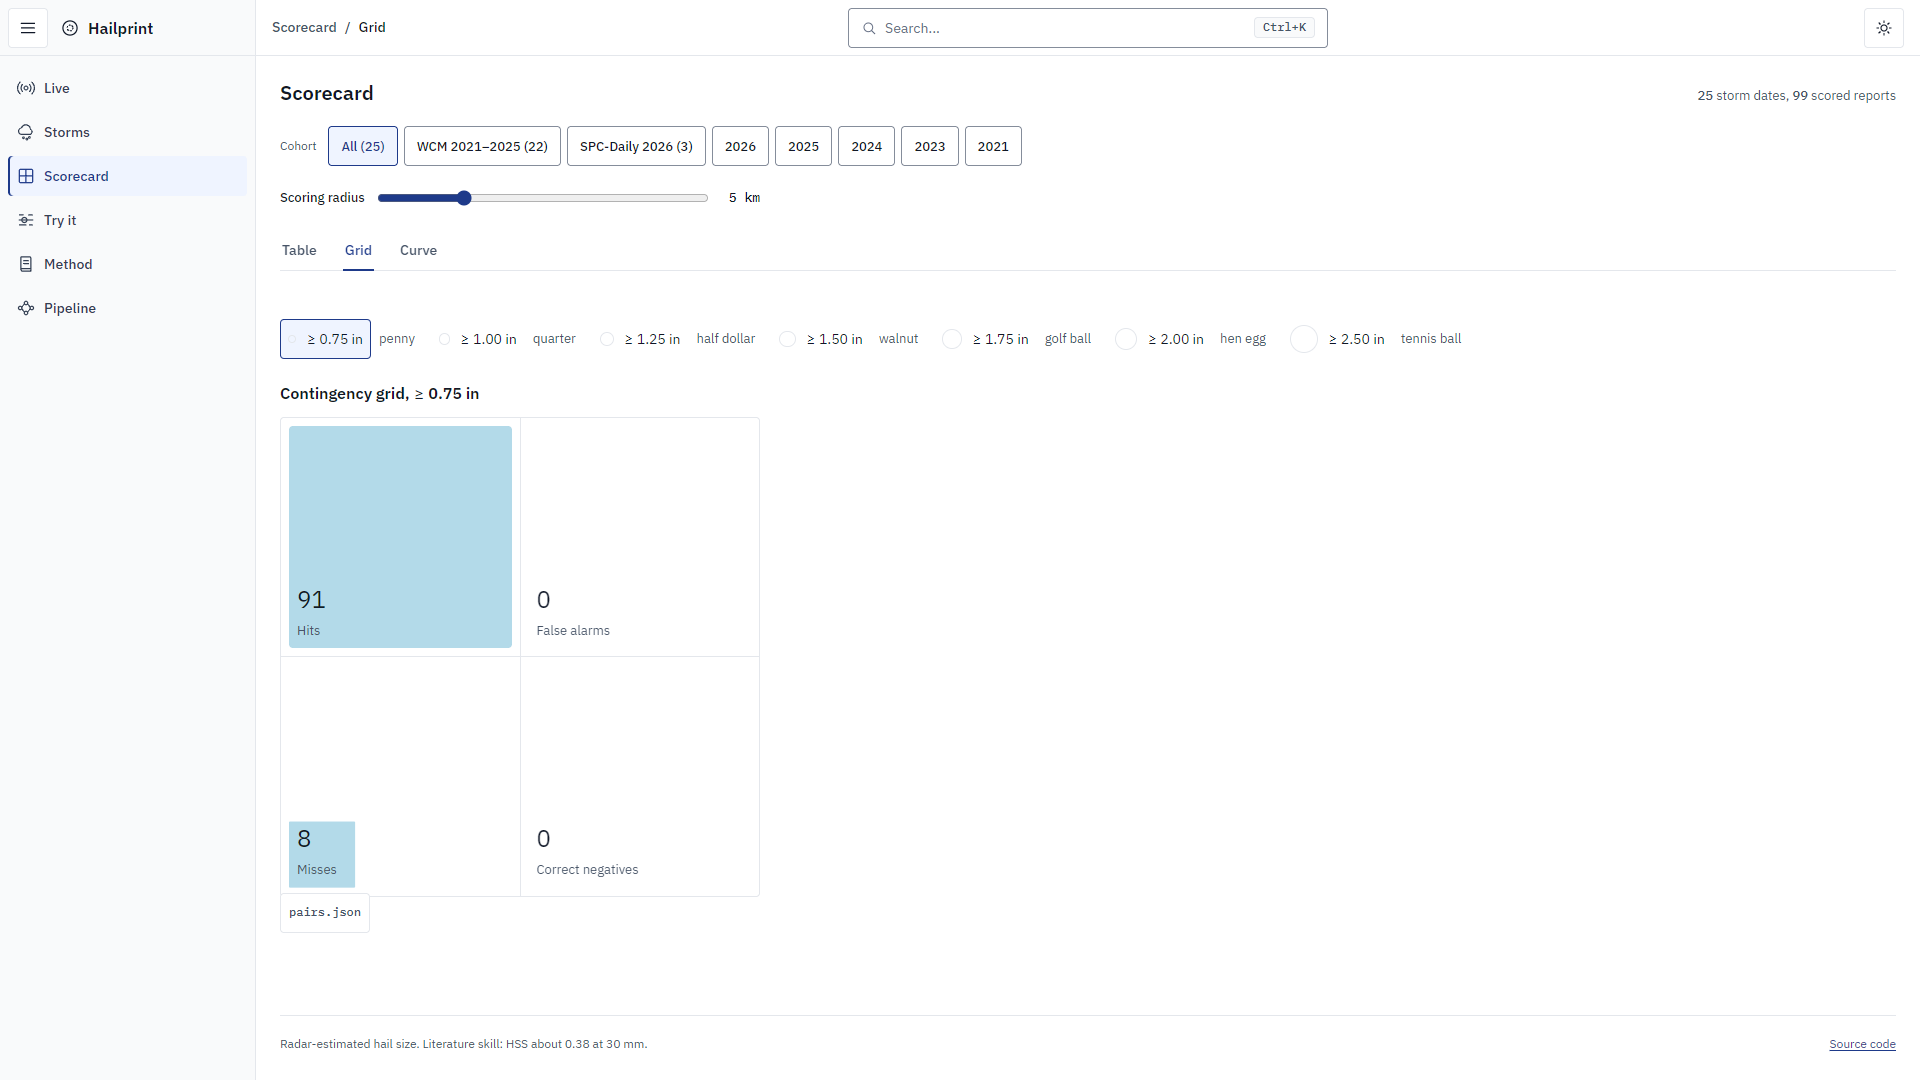 Hailprint
Scorecard / Grid
Search...
Ctrl+K
Live
Storms
Scorecard
Try it
Method
Pipeline
Scorecard
25 storm dates, 99 scored reports
Cohort
All (25)
WCM 2021–2025 (22)
SPC-Daily 2026 (3)
2026
2025
2024
2023
2021
Scoring radius
5 km
Table
Grid
Curve
≥ 0.75 in penny
≥ 1.00 in quarter
≥ 1.25 in half dollar
≥ 1.50 in walnut
≥ 1.75 in golf ball
≥ 2.00 in hen egg
≥ 2.50 in tennis ball
Contingency grid, ≥ 0.75 in
91
Hits
0
False alarms
8
Misses
0
Correct negatives
pairs.json
Radar-estimated hail size. Literature skill: HSS about 0.38 at 30 mm.
Source code